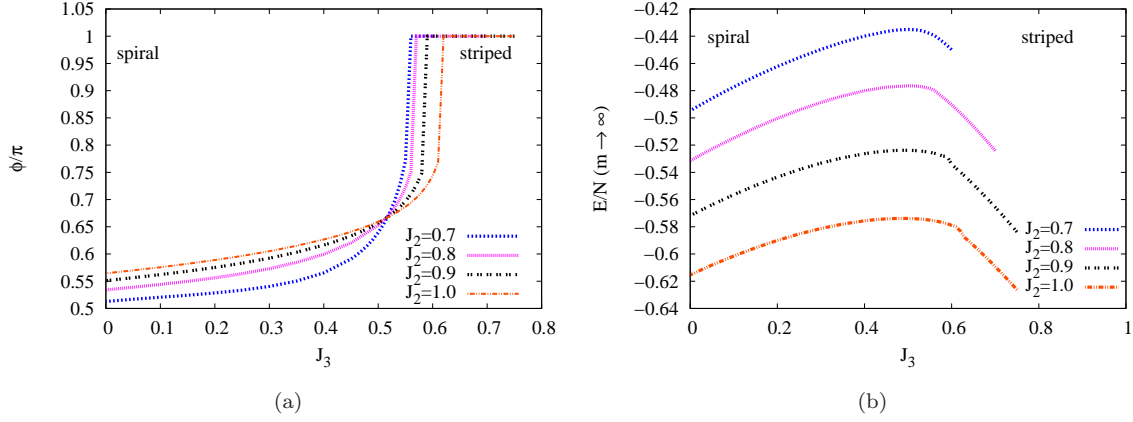 1.05
1
0.95
0.9
0.85
0.8
0.75
0.7
0.65
0.6
0.55
0.5
ϕ/π
spiral
striped
J2=0.7
J2=0.8
J2=0.9
J2=1.0
0 0.1 0.2 0.3 0.4 0.5 0.6 0.7 0.8
J3
(a)
−0.42
−0.44
−0.46
−0.48
−0.5
−0.52
−0.54
−0.56
−0.58
−0.6
−0.62
−0.64
E/N (m → ∞)
spiral
striped
J2=0.7
J2=0.8
J2=0.9
J2=1.0
0 0.2 0.4 0.6 0.8 1
J3
(b)